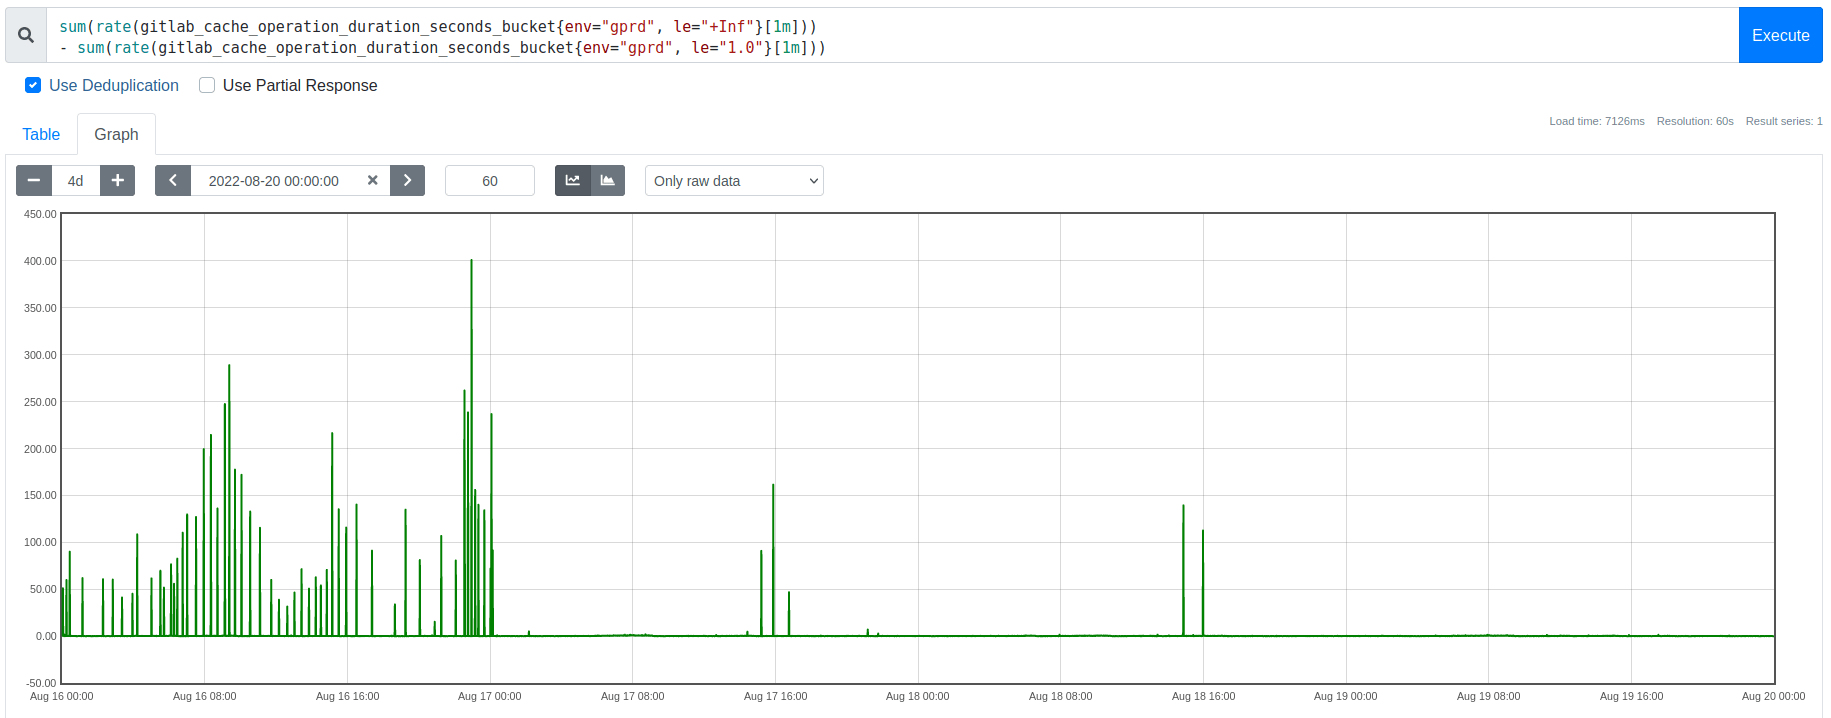 sum(rate(gitlab_cache_operation_duration_seconds_bucket{env="gprd", le="+Inf"}[1m]))
- sum(rate(gitlab_cache_operation_duration_seconds_bucket{env="gprd", le="1.0"}[1m]))
Execute
Use Deduplication Use Partial Response
Load time: 7126ms Resolution: 60s Result series: 1
Table Graph
4d 2022-08-20 00:00:00 60 Only raw data
450.00
400.00
350.00
300.00
250.00
200.00
150.00
100.00
50.00
0.00
-50.00
Aug 16 00:00 Aug 16 08:00 Aug 16 16:00 Aug 17 00:00 Aug 17 08:00 Aug 17 16:00 Aug 18 00:00 Aug 18 08:00 Aug 18 16:00 Aug 19 00:00 Aug 19 08:00 Aug 19 16:00 Aug 20 00:00